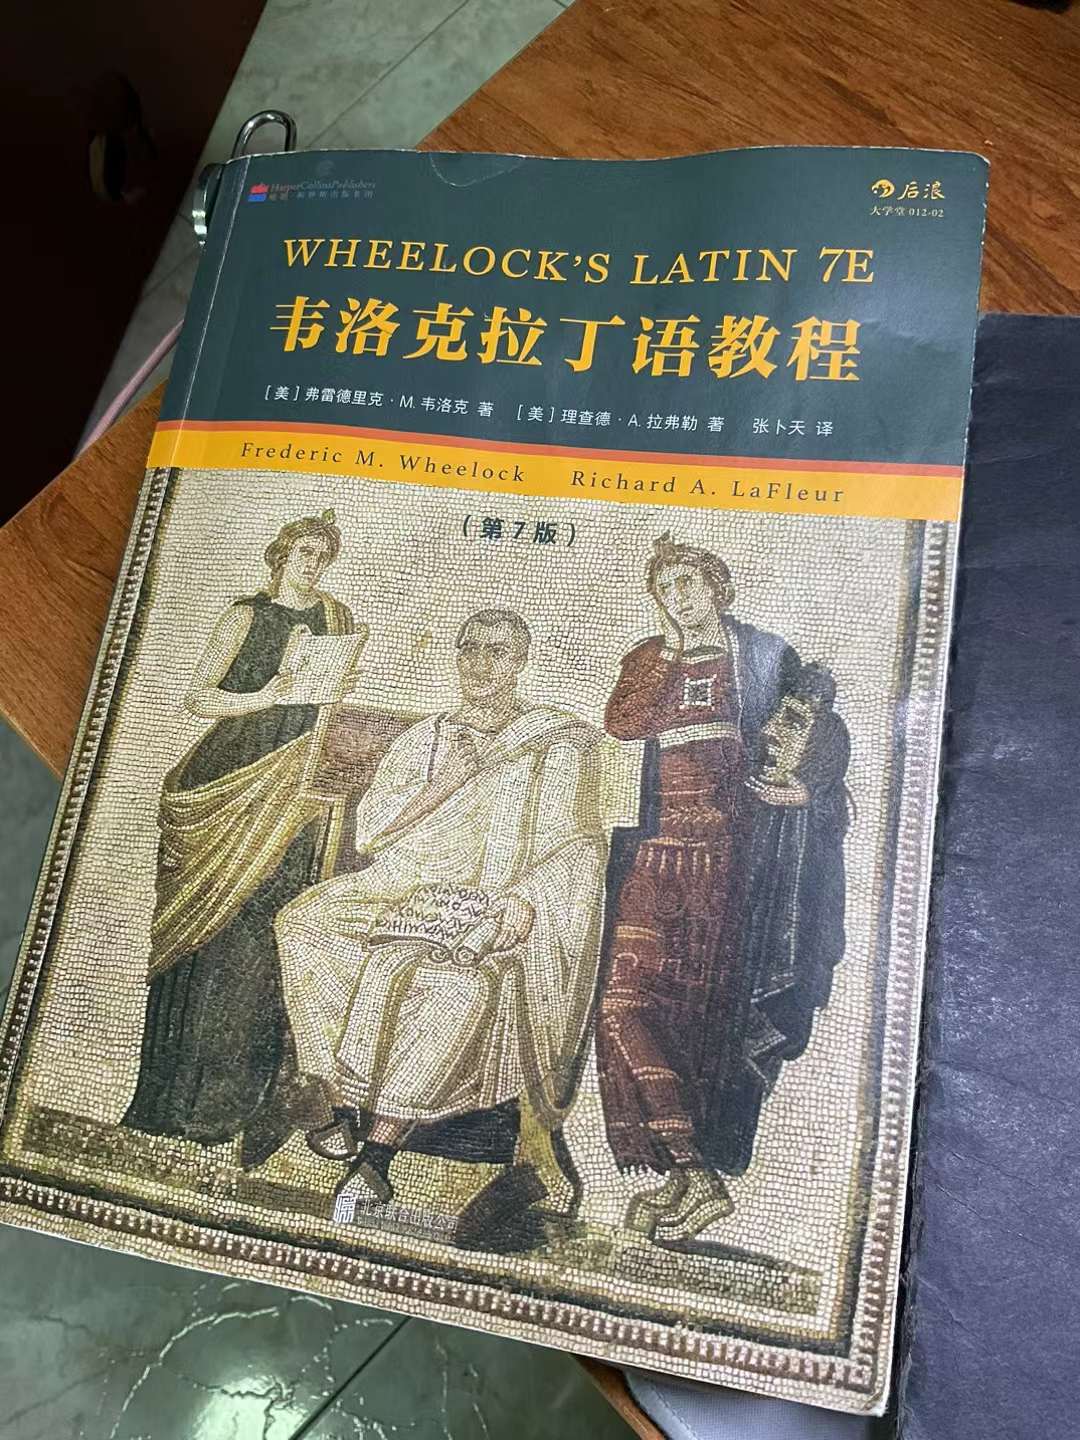 HarperCollinsPublishers
后浪
大学堂 012-02
WHEELOCK'S LATIN 7E
韦洛克拉丁语教程
[美] 弗雷德里克·M. 韦洛克 著 [美] 理查德·A. 拉弗勒 著 张卜天 译
Frederic M. Wheelock Richard A. LaFleur
(第7版)
北京联合出版公司